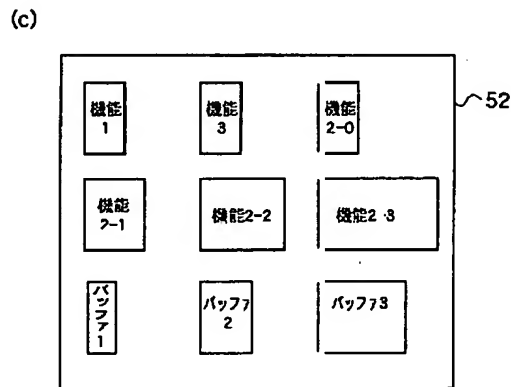 (c)
52
機能
1
機能
3
機能
2-0
機能
2-1
機能2-2
機能2-3
バッファ1
バッファ
2
バッファ3